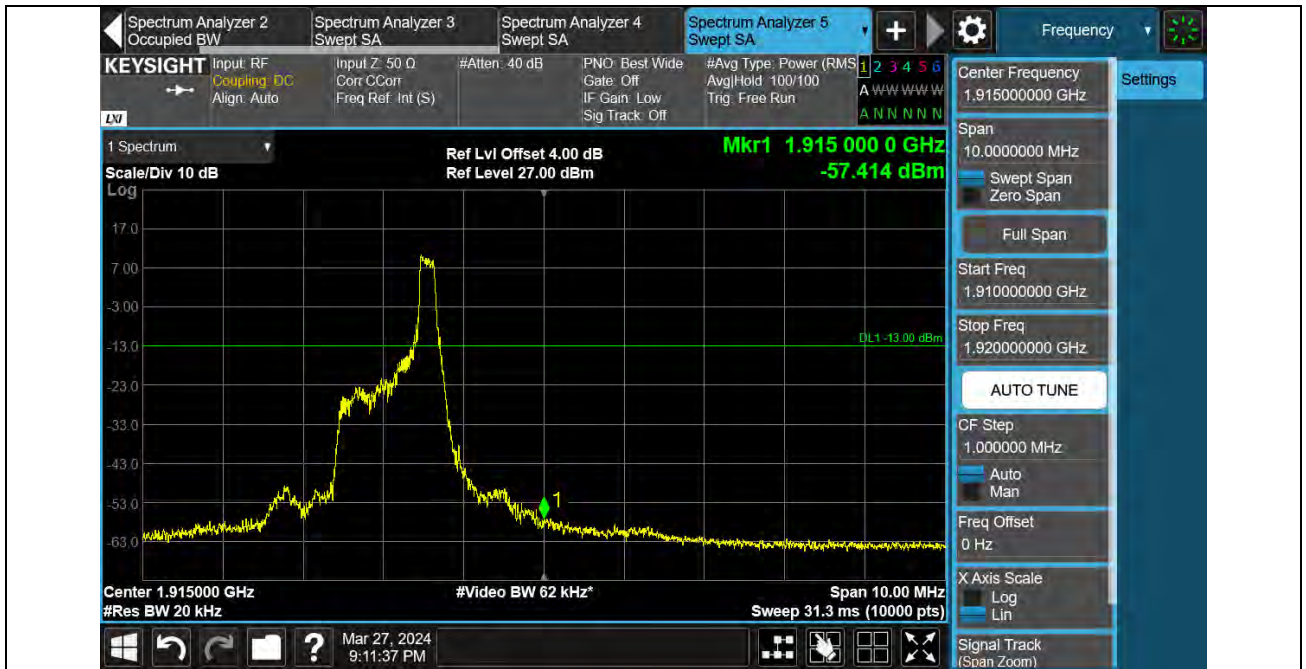 Spectrum Analyzer 2
Occupied BW
Spectrum Analyzer 3
Swept SA
Spectrum Analyzer 4
Swept SA
Spectrum Analyzer 5
Swept SA
+
Frequency
KEYSIGHT
LXI
Input: RF
Coupling: DC
Align: Auto
Input Z: 50 Ω
Corr CCorr
Freq Ref: Int (S)
#Atten: 40 dB
PNO: Best Wide
Gate: Off
IF Gain: Low
Sig Track: Off
#Avg Type: Power (RMS
Avg|Hold: 100/100
Trig: Free Run
1 2 3 4 5 6
A W W W W W
A N N N N N
1 Spectrum
Scale/Div 10 dB
Log
Ref Lvl Offset 4.00 dB
Ref Level 27.00 dBm
Mkr1 1.915 000 0 GHz
-57.414 dBm
17.0
7.00
-3.00
-13.0
-23.0
-33.0
-43.0
-53.0
-63.0
DL1 -13.00 dBm
1
Center 1.915000 GHz
#Res BW 20 kHz
#Video BW 62 kHz*
Span 10.00 MHz
Sweep 31.3 ms (10000 pts)
Center Frequency
1.915000000 GHz
Span
10.0000000 MHz
Swept Span
Zero Span
Full Span
Start Freq
1.910000000 GHz
Stop Freq
1.920000000 GHz
AUTO TUNE
CF Step
1.000000 MHz
Auto
Man
Freq Offset
0 Hz
X Axis Scale
Log
Lin
Signal Track
(Span Zoom)
Settings
?
Mar 27, 2024
9:11:37 PM